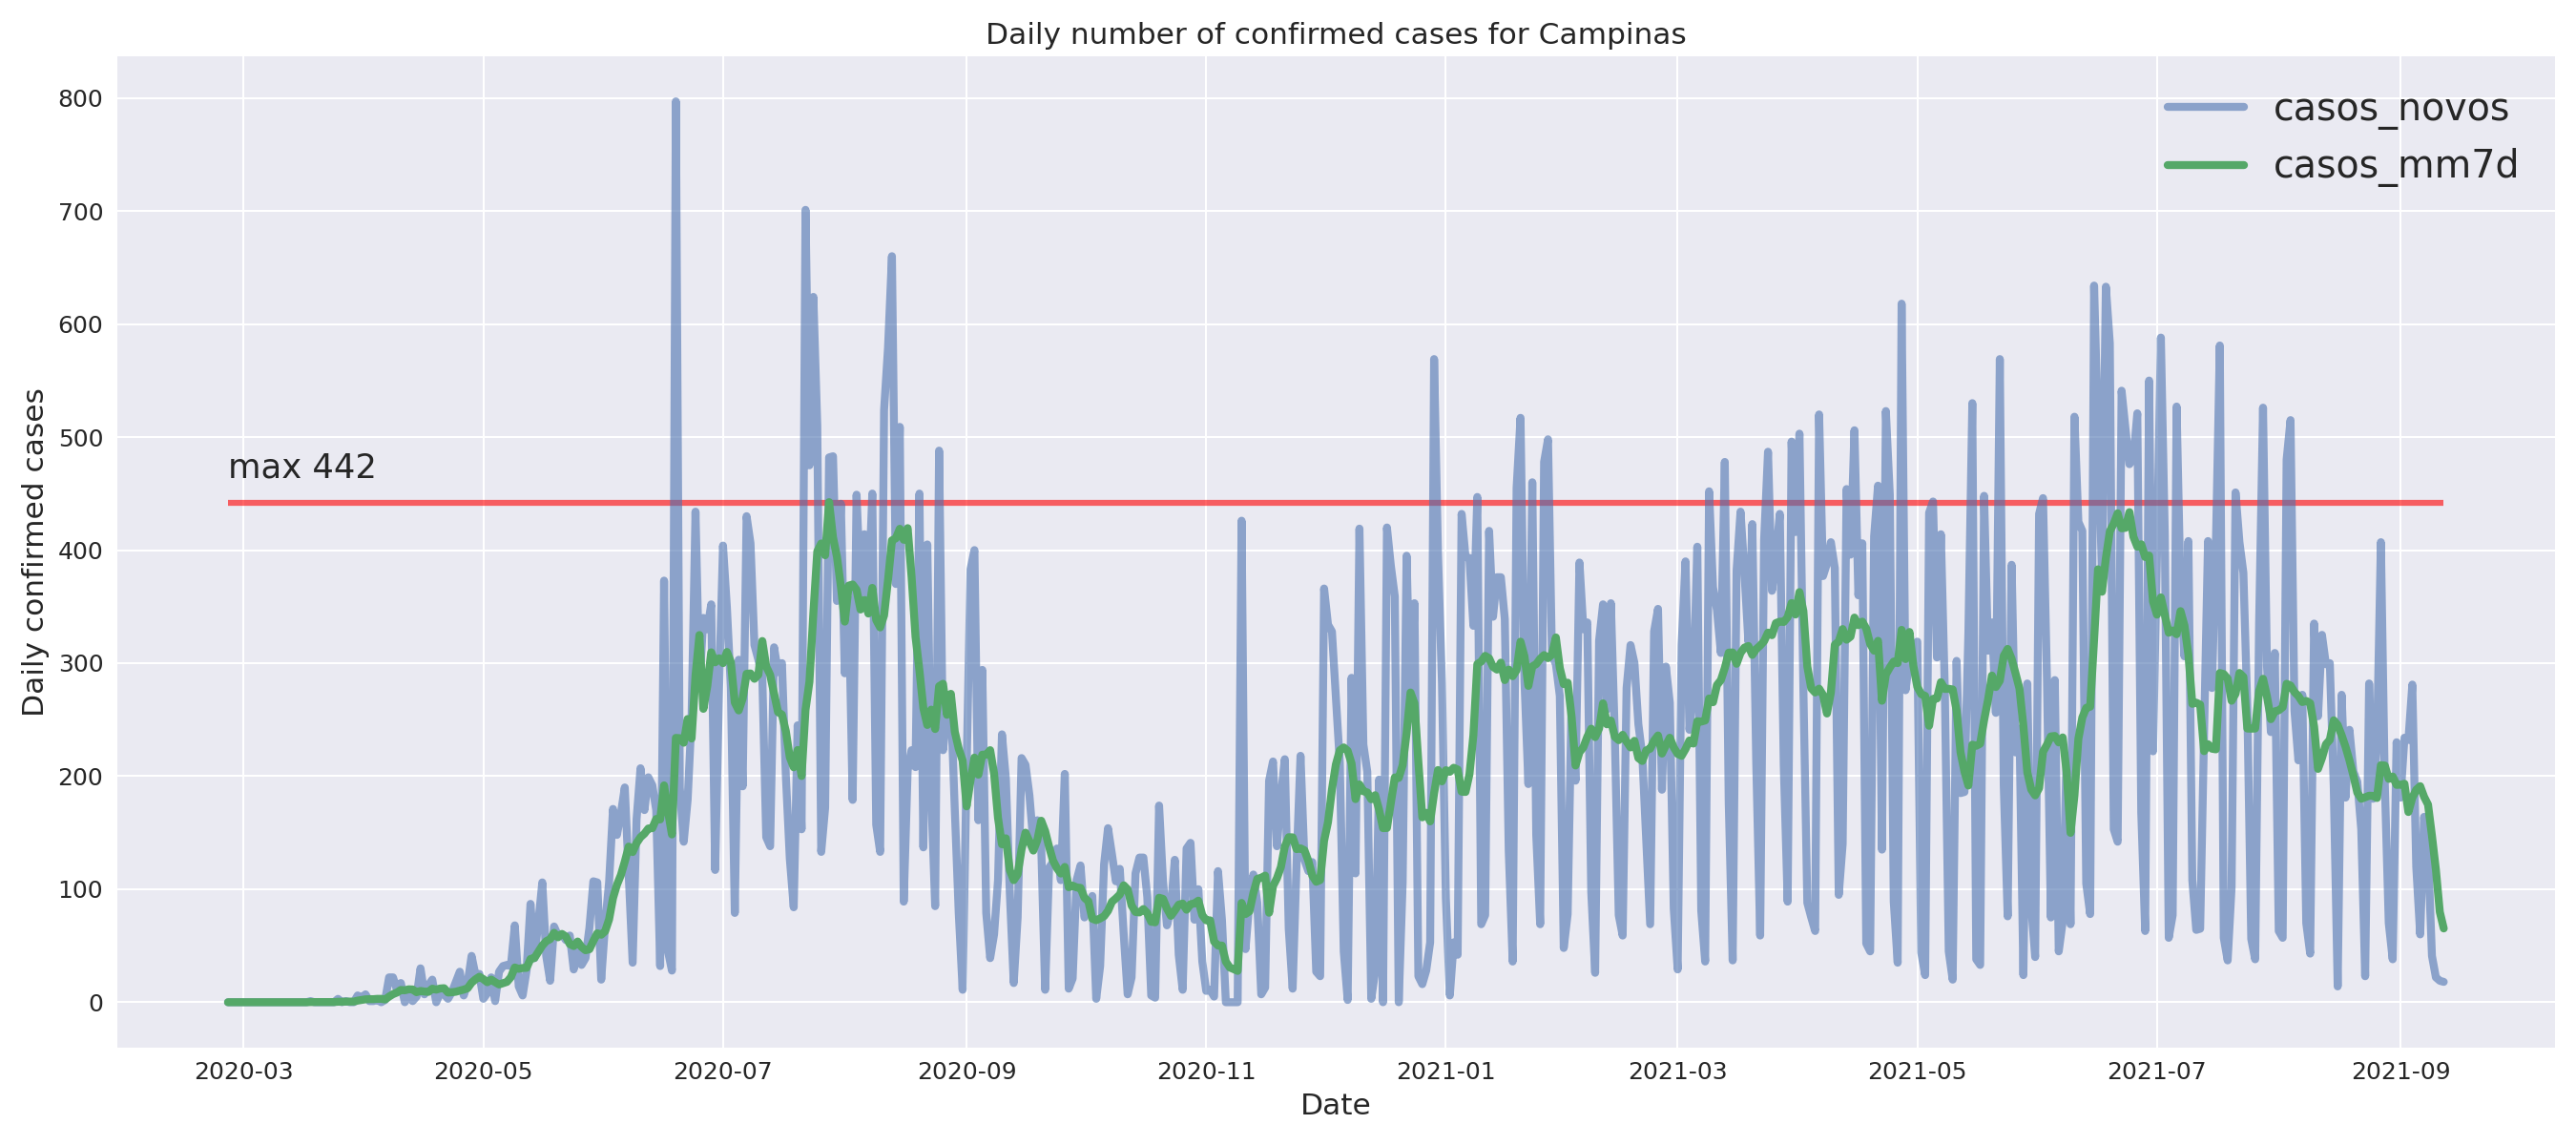 Daily number of confirmed cases for Campinas
casos_novos
casos_mm7d
max 442
Daily confirmed cases
800
700
600
500
400
300
200
100
0
2020-03 2020-05 2020-07 2020-09 2020-11 2021-01 2021-03 2021-05 2021-07 2021-09
Date